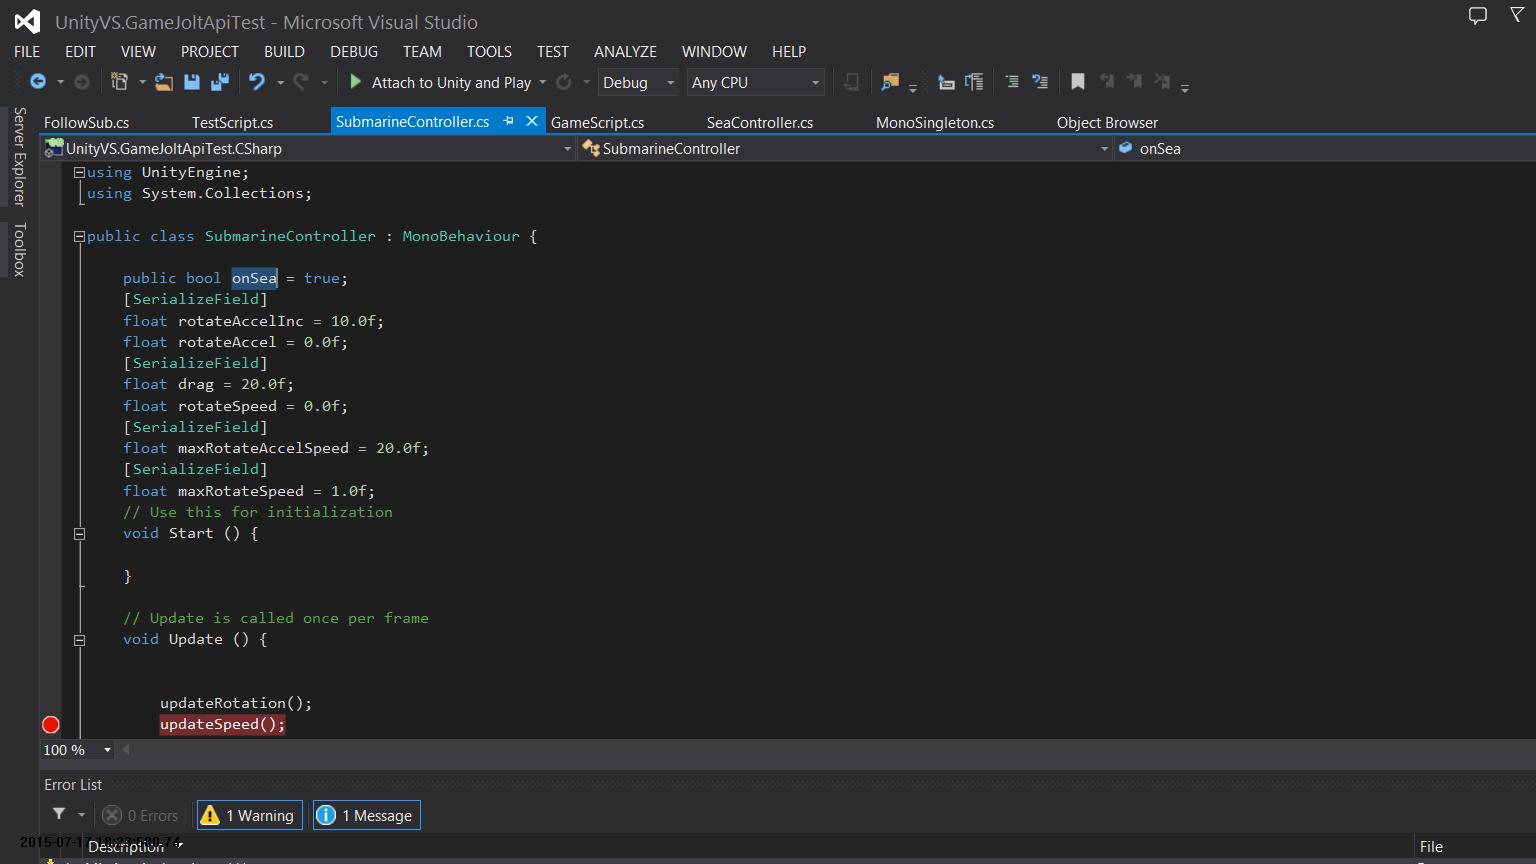 UnityVS.GameJoltApiTest - Microsoft Visual Studio
FILE EDIT VIEW PROJECT BUILD DEBUG TEAM TOOLS TEST ANALYZE WINDOW HELP
Attach to Unity and Play Debug Any CPU
Server Explorer
Toolbox
FollowSub.cs TestScript.cs SubmarineController.cs GameScript.cs SeaController.cs MonoSingleton.cs Object Browser
UnityVS.GameJoltApiTest.CSharp SubmarineController onSea
using UnityEngine;
using System.Collections;
public class SubmarineController : MonoBehaviour {
public bool onSea = true;
[SerializeField]
float rotateAccelInc = 10.0f;
float rotateAccel = 0.0f;
[SerializeField]
float drag = 20.0f;
float rotateSpeed = 0.0f;
[SerializeField]
float maxRotateAccelSpeed = 20.0f;
[SerializeField]
float maxRotateSpeed = 1.0f;
// Use this for initialization
void Start () {
}
// Update is called once per frame
void Update () {
updateRotation();
updateSpeed();
100 %
Error List
0 Errors 1 Warning 1 Message
Description File